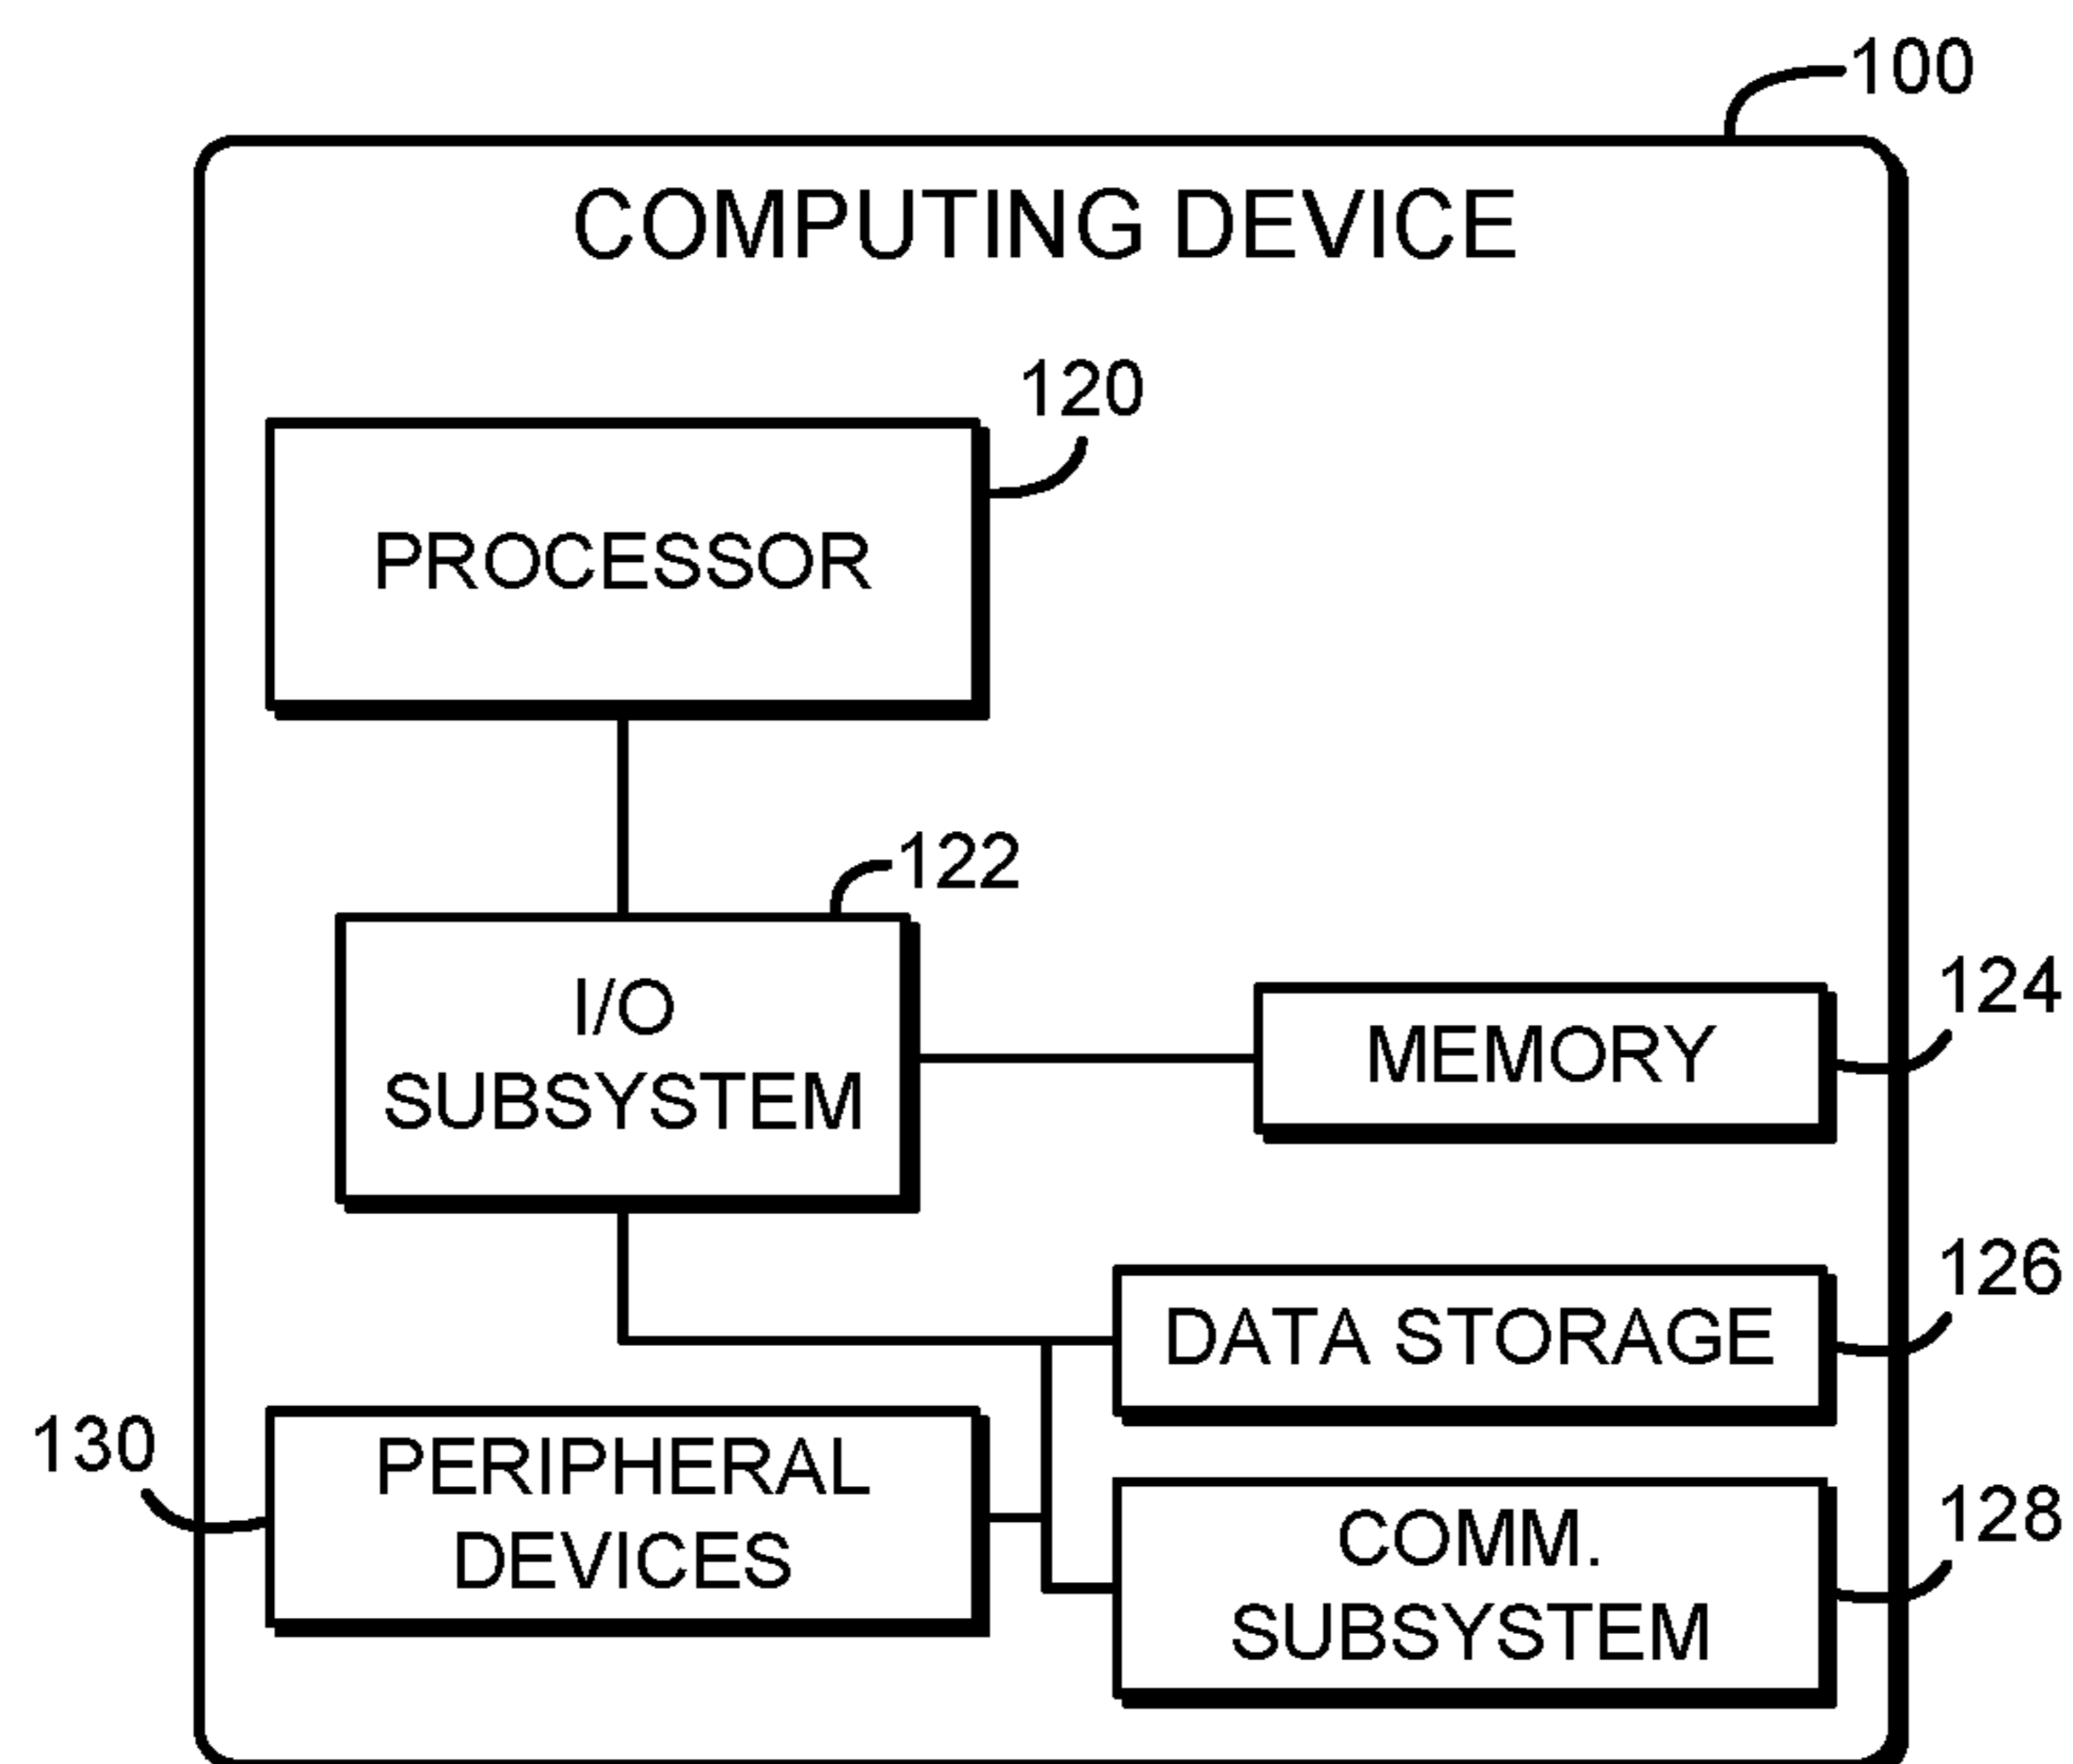 100
COMPUTING DEVICE
120
PROCESSOR
122
I/O
SUBSYSTEM
124
MEMORY
126
DATA STORAGE
130
PERIPHERAL
DEVICES
128
COMM.
SUBSYSTEM